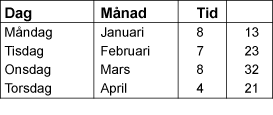 Dag Månad Tid
Måndag Januari 8 13
Tisdag Februari 7 23
Onsdag Mars 8 32
Torsdag April 4 21